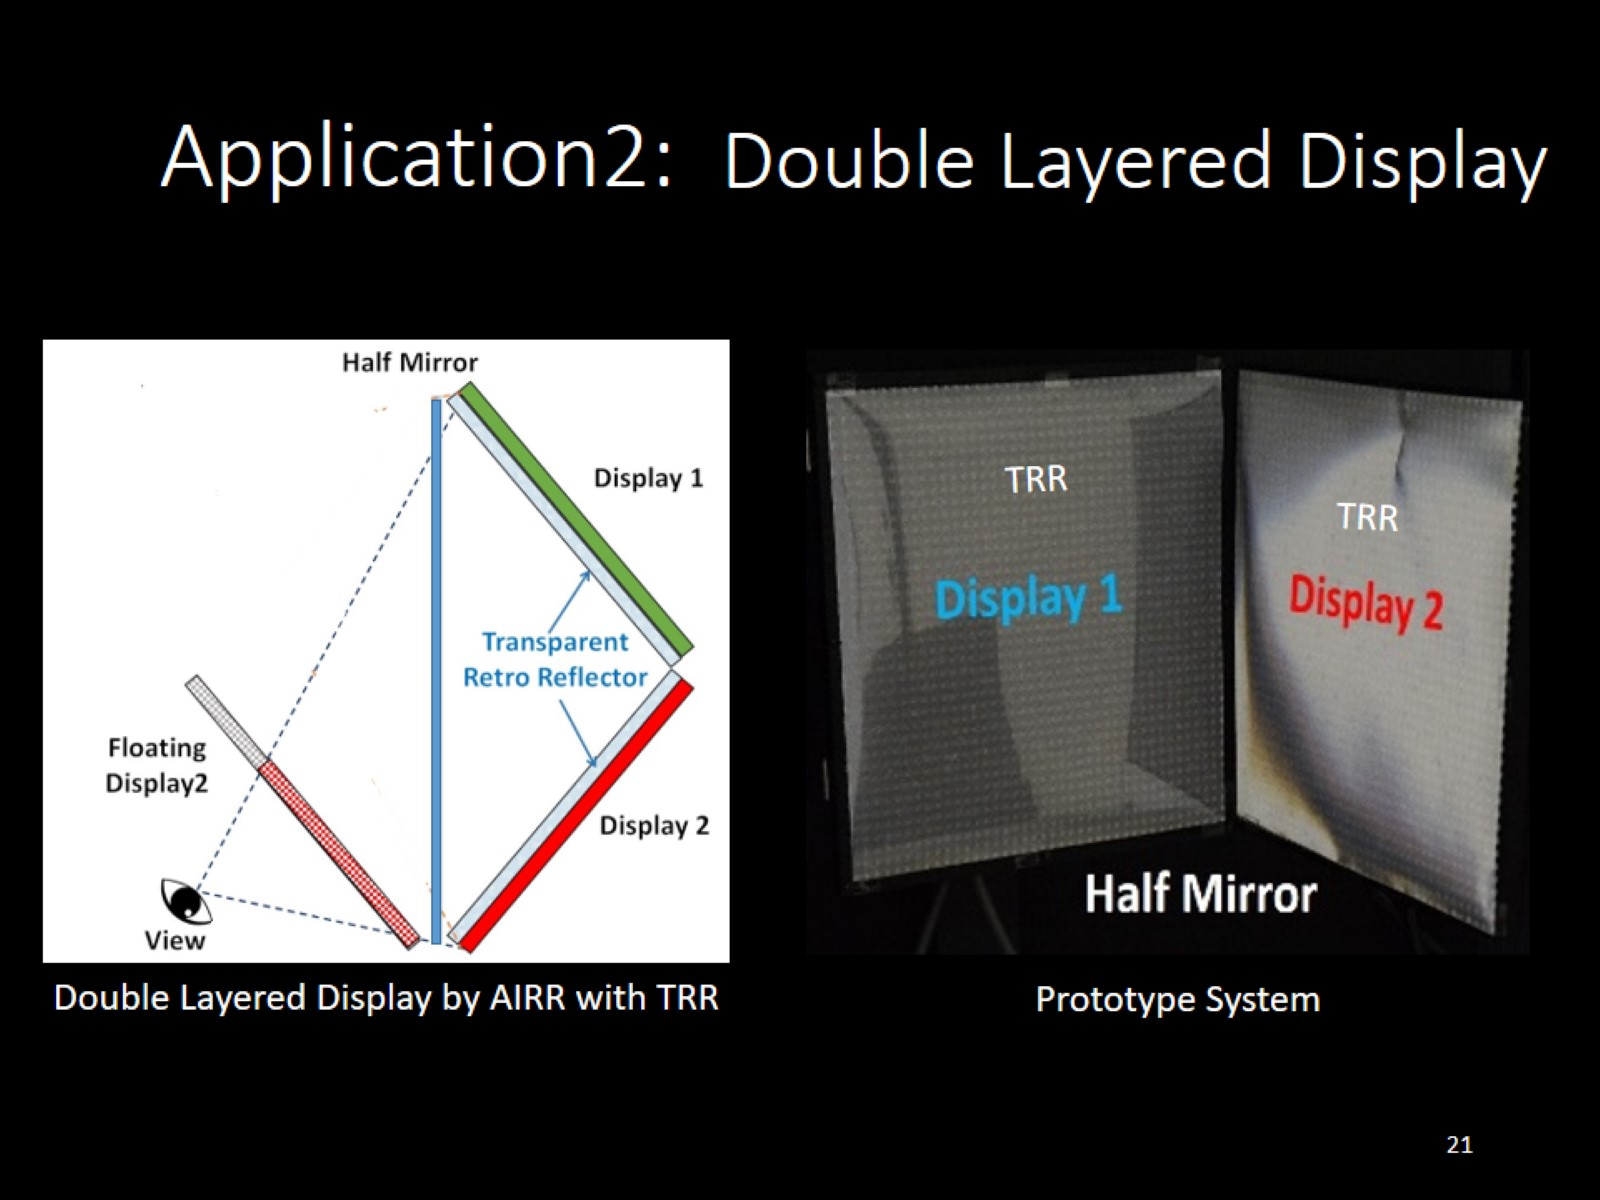 Application2: Double Layered Display
Half Mirror
Display 1
Transparent
Retro Reflector
Floating
Display2
Display 2
View
Double Layered Display by AIRR with TRR
TRR
TRR
Display 1
Display 2
Half Mirror
Prototype System
21